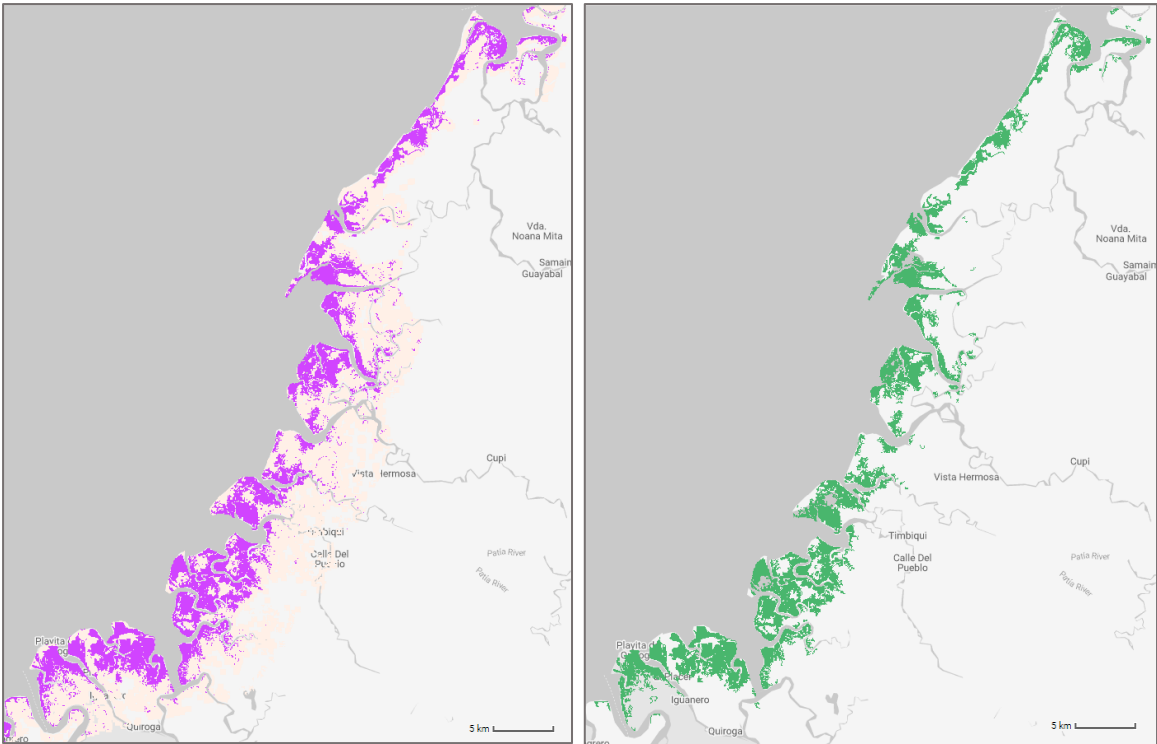 Vda.
Noana Mita
Samain
Guayabal
Cupi
Vista Hermosa
Timbiqui
Calle Del
Pueblo
Patia River
Patia River
Playita
Quiroga
5 km
Vda.
Noana Mita
Samain
Guayabal
Cupi
Vista Hermosa
Timbiqui
Calle Del
Pueblo
Patia River
Patia River
Playita d
Placer
Iguanero
Quiroga
5 km